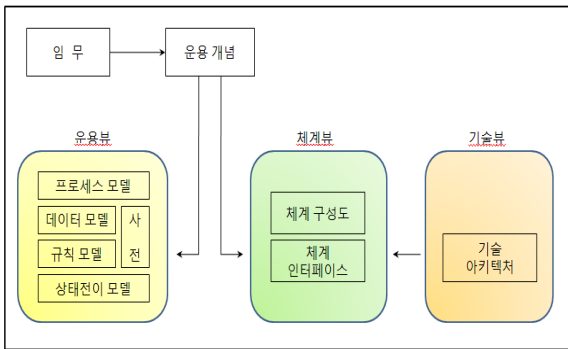 임 무
운용 개념
운용뷰
체계뷰
기술뷰
프로세스 모델
데이터 모델
사
전
규칙 모델
상태전이 모델
체계 구성도
체계
인터페이스
기술
아키텍처